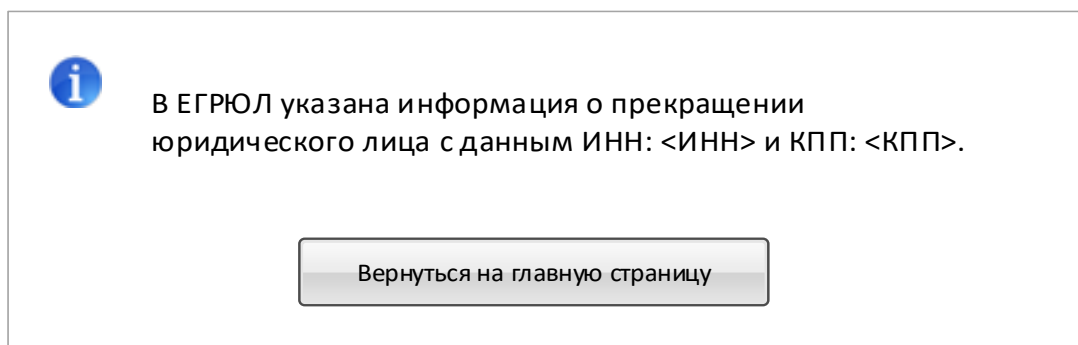 В ЕГРЮЛ указана информация о прекращении
юридического лица с данным ИНН: <ИНН> и КПП: <КПП>.
Вернуться на главную страницу